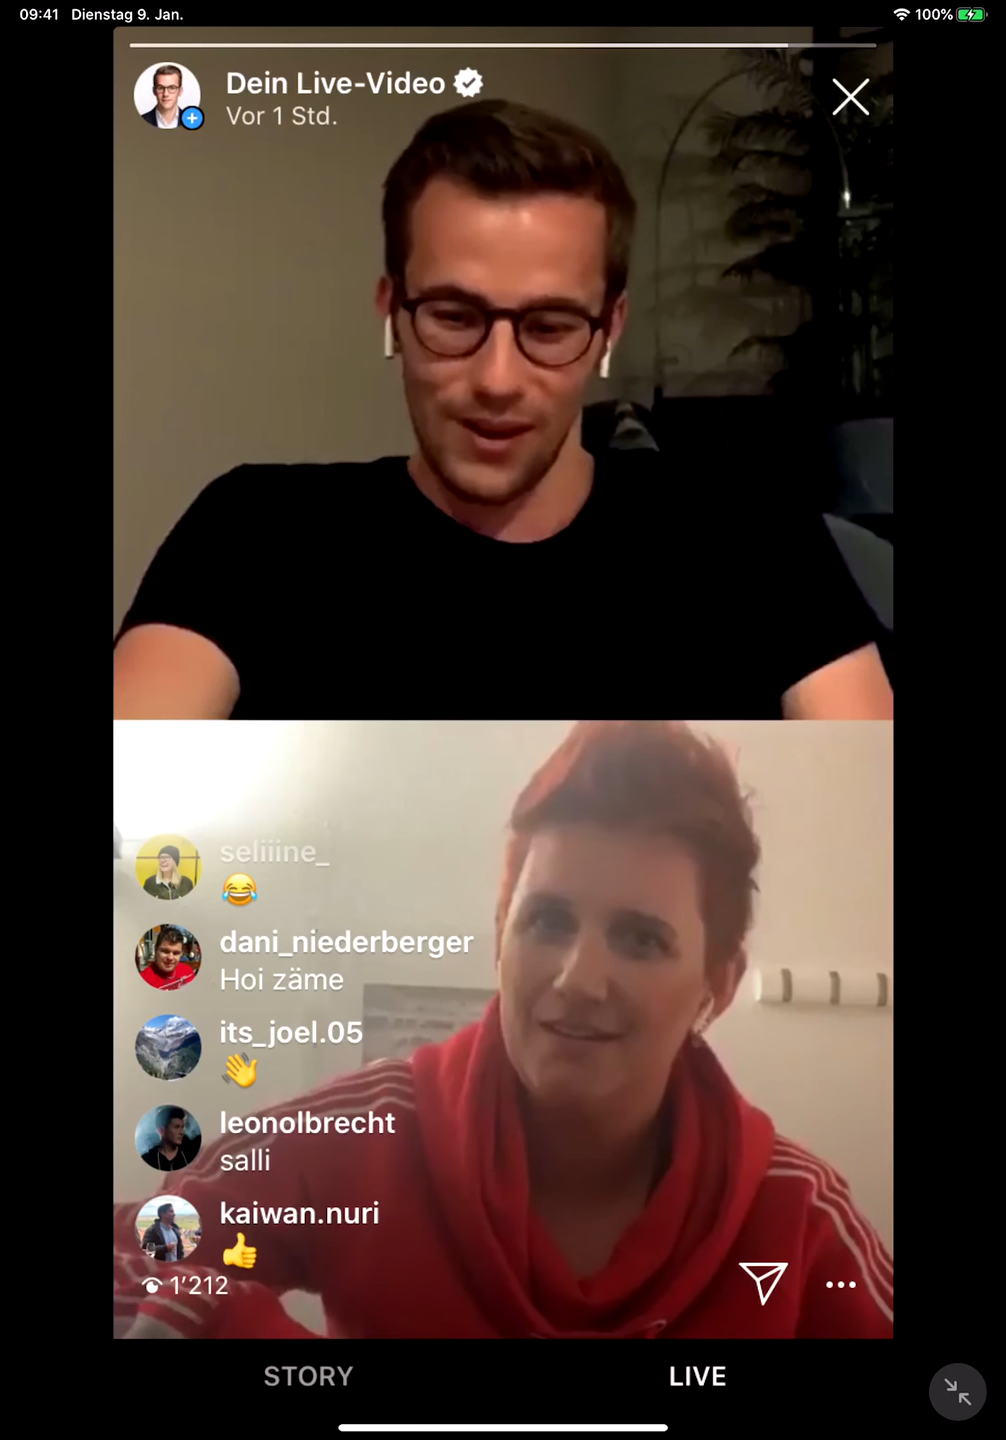 09:41 Dienstag 9. Jan.
100%
Dein Live-Video
Vor 1 Std.
seliiine_
😂
dani_niederberger
Hoi zäme
its_joel.05
👋
leonolbrecht
salli
kaiwan.nuri
👍
1’212
STORY
LIVE